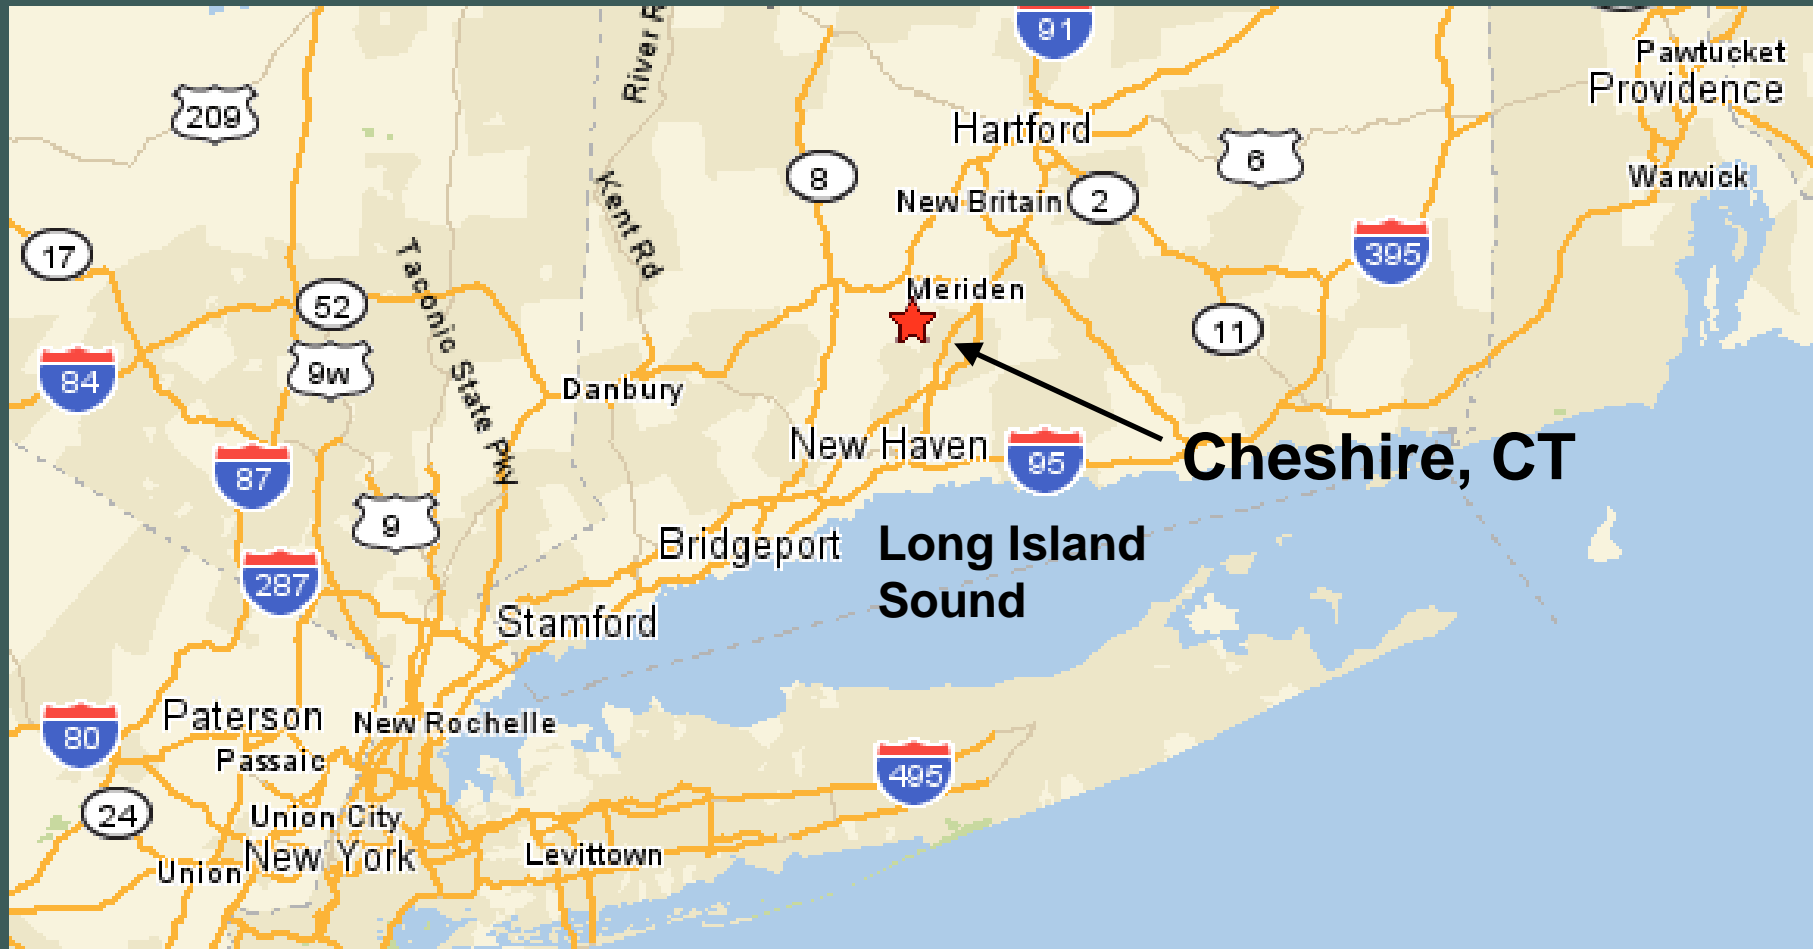 91
Pawtucket
Providence
River R
209
Hartford
6
Warwick
8
New Britain
2
Kent Rd
17
395
Taconic State Pky
Meriden
52
11
9w
84
Danbury
New Haven
95
Cheshire, CT
87
9
Bridgeport
Long Island
Sound
287
Stamford
Paterson
New Rochelle
80
Passaic
495
24
Union City
New York
Levittown
Union